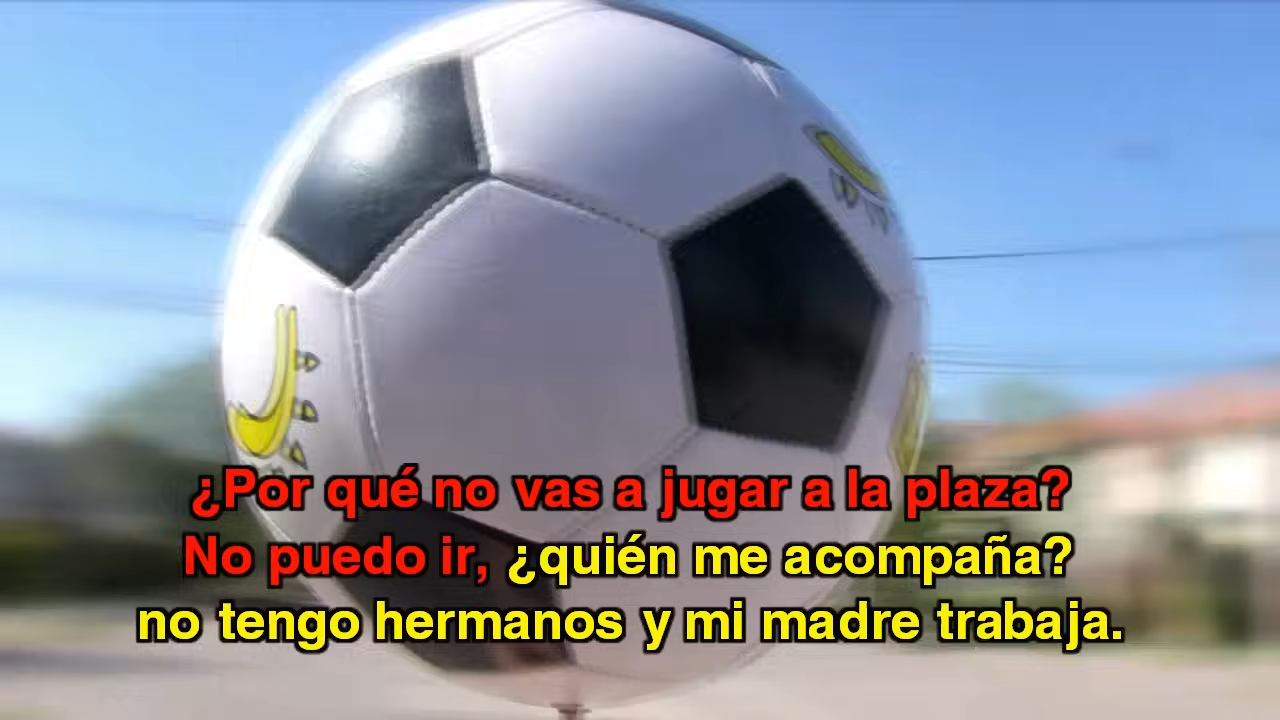 ¿Por qué no vas a jugar a la plaza?
No puedo ir, ¿quién me acompaña?
no tengo hermanos y mi madre trabaja.